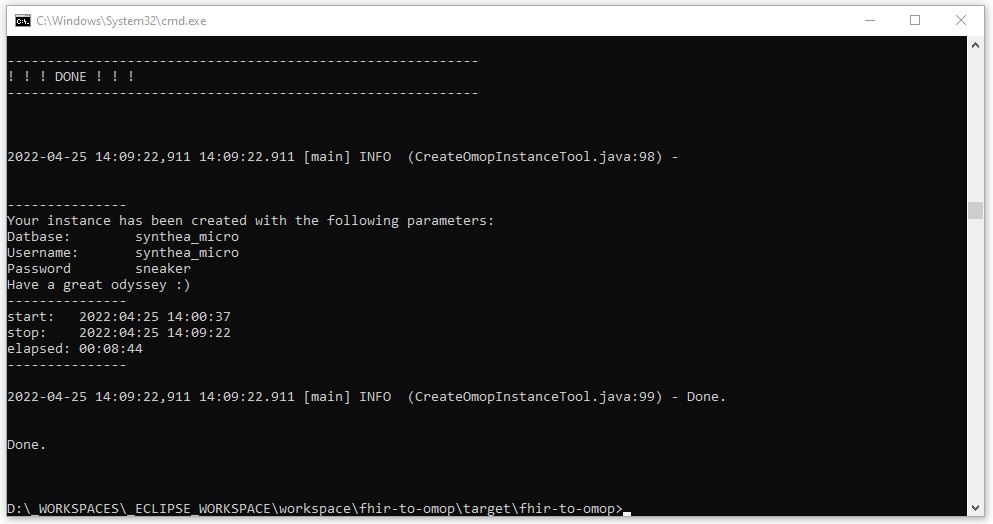 C:\Windows\System32\cmd.exe
-----------------------------------------------------------
! ! ! DONE ! ! !
-----------------------------------------------------------
2022-04-25 14:09:22,911 14:09:22.911 [main] INFO  (CreateOmopInstanceTool.java:98) -
---------------
Your instance has been created with the following parameters:
Datbase:        synthea_micro
Username:       synthea_micro
Password        sneaker
Have a great odyssey :)
---------------
start:   2022:04:25 14:00:37
stop:    2022:04:25 14:09:22
elapsed: 00:08:44
---------------
2022-04-25 14:09:22,911 14:09:22.911 [main] INFO  (CreateOmopInstanceTool.java:99) - Done.
Done.
D:\_WORKSPACES\_ECLIPSE_WORKSPACE\workspace\fhir-to-omop\target\fhir-to-omop>